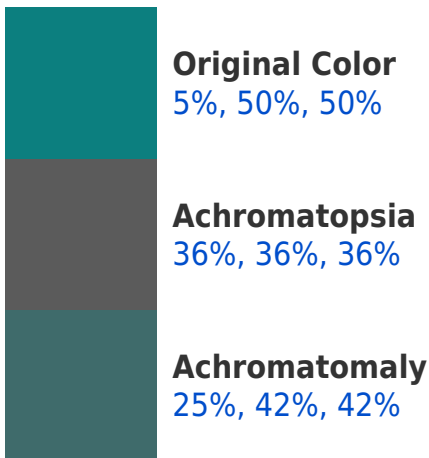 Original Color
5%, 50%, 50%
Achromatopsia
36%, 36%, 36%
Achromatomaly
25%, 42%, 42%